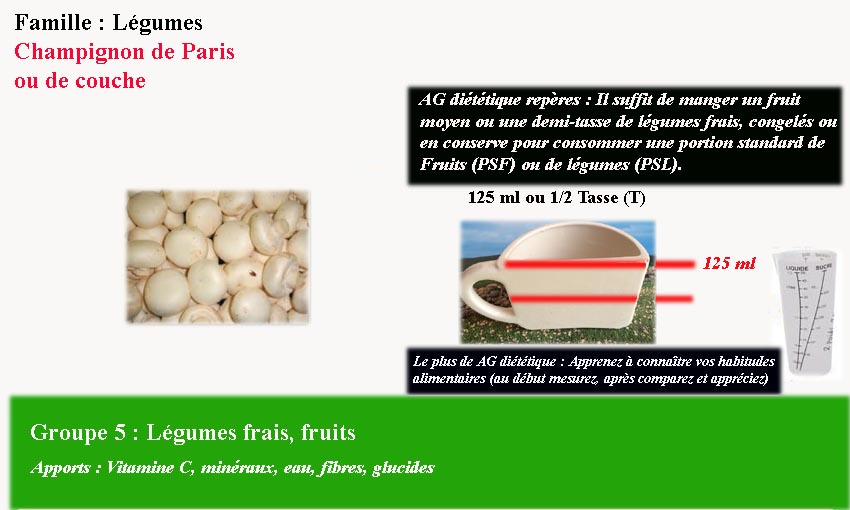 Famille : Légumes
Champignon de Paris
ou de couche
AG diététique repères : Il suffit de manger un fruit
moyen ou une demi-tasse de légumes frais, congelés ou
en conserve pour consommer une portion standard de
Fruits (PSF) ou de légumes (PSL).
125 ml ou 1/2 Tasse (T)
125 ml
LIQUIDE SUCRE
Le plus de AG diététique : Apprenez à connaître vos habitudes
alimentaires (au début mesurez, après comparez et appréciez)
Groupe 5 : Légumes frais, fruits
Apports : Vitamine C, minéraux, eau, fibres, glucides